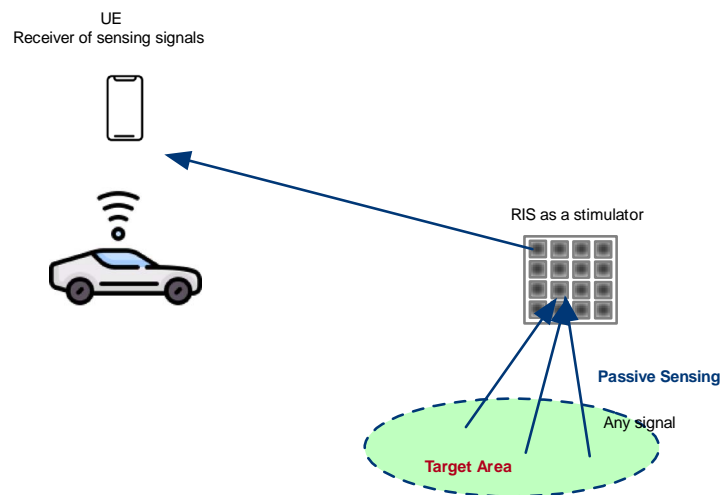 UE
Receiver of sensing signals
RIS as a stimulator
Passive Sensing
Any signal
Target Area